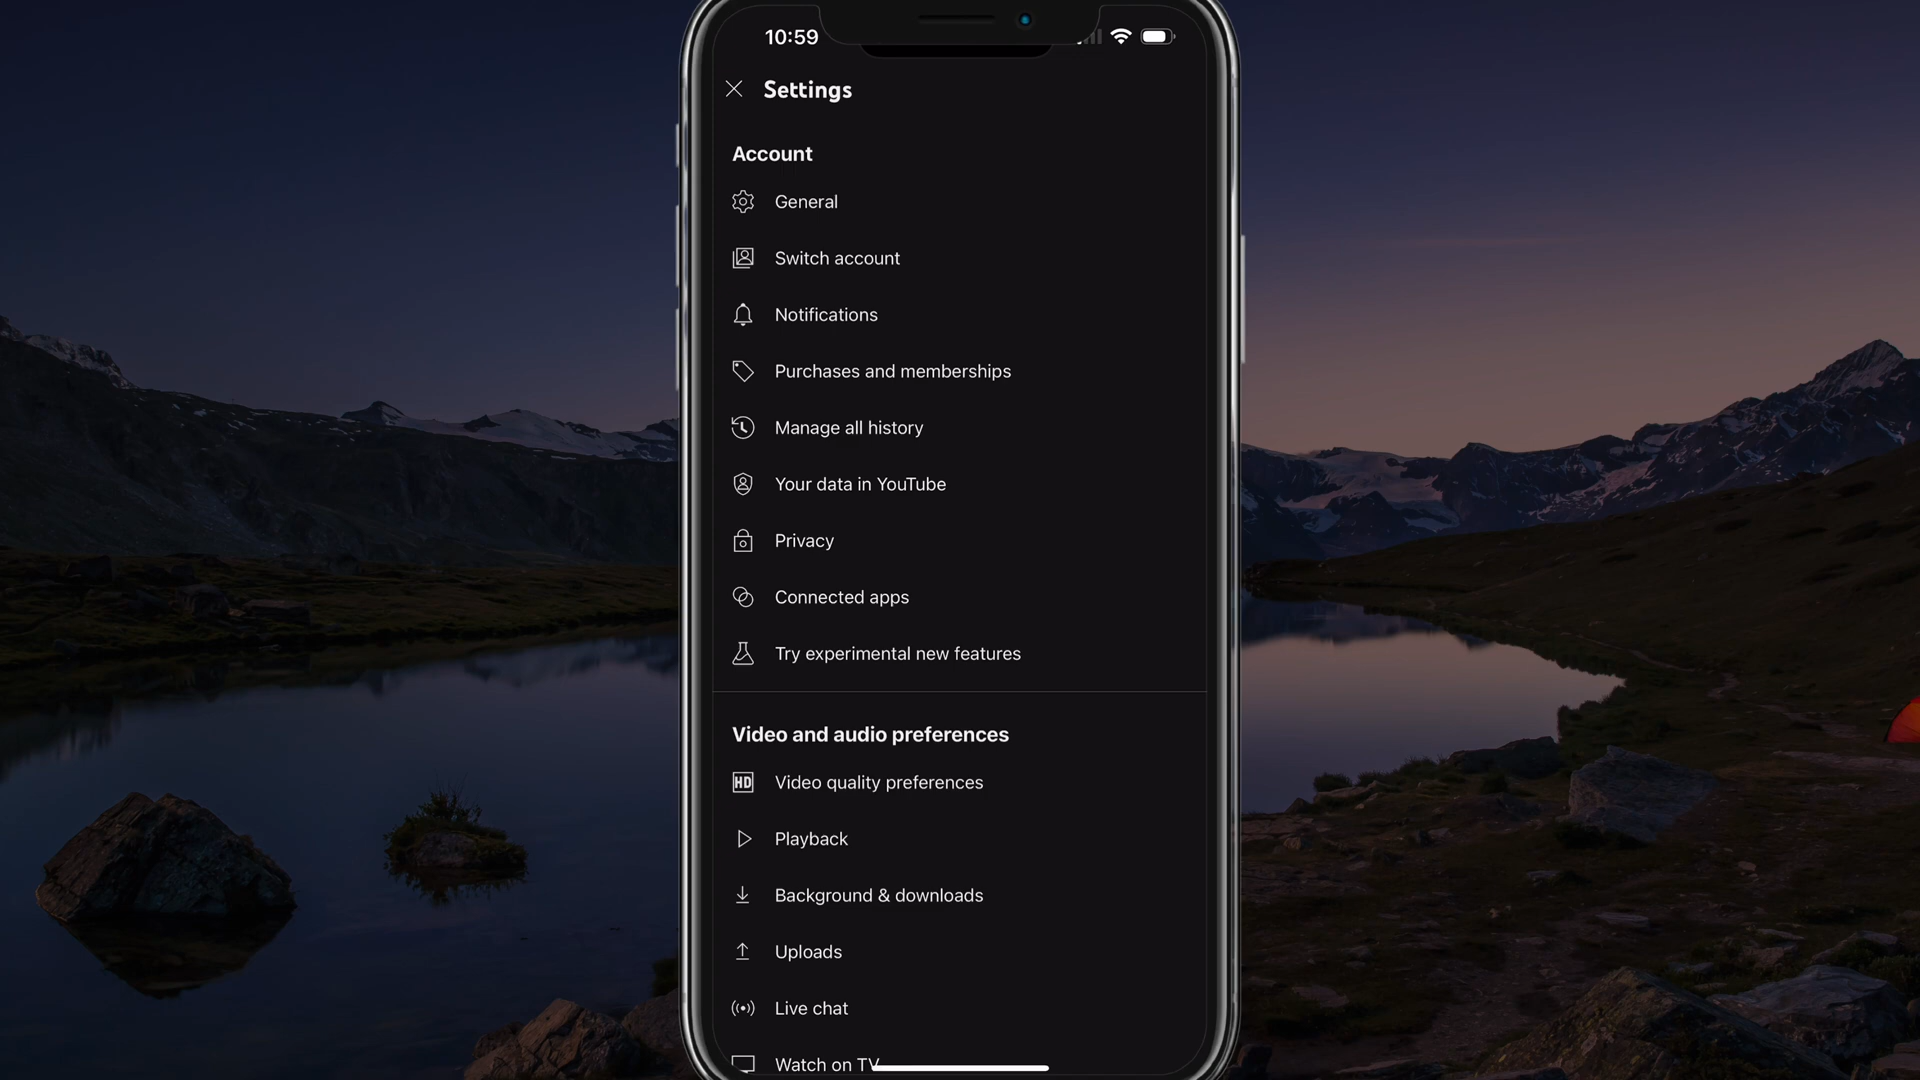 10:59
Settings
Account
General
Switch account
Notifications
Purchases and memberships
Manage all history
Your data in YouTube
Privacy
Connected apps
Try experimental new features
Video and audio preferences
HD Video quality preferences
Playback
Background & downloads
Uploads
Live chat
Watch on TV